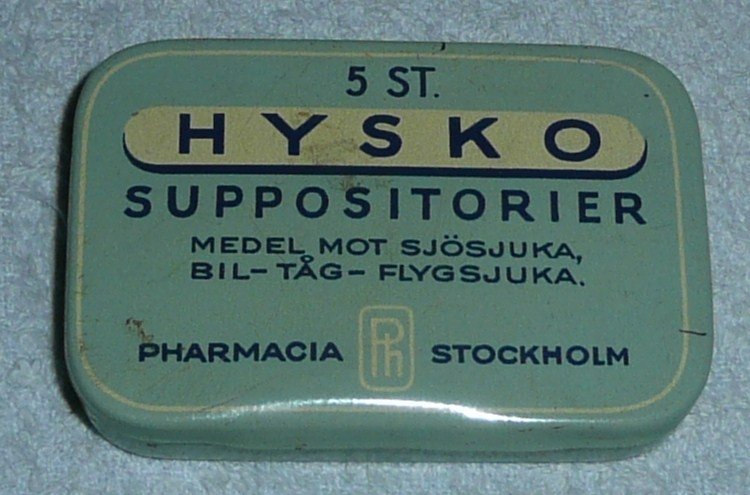 5 ST.
HYSKO
SUPPOSITORIER
MEDEL MOT SJÖSJUKA,
BIL- TÅG- FLYGSJUKA.
PHARMACIA Ph STOCKHOLM